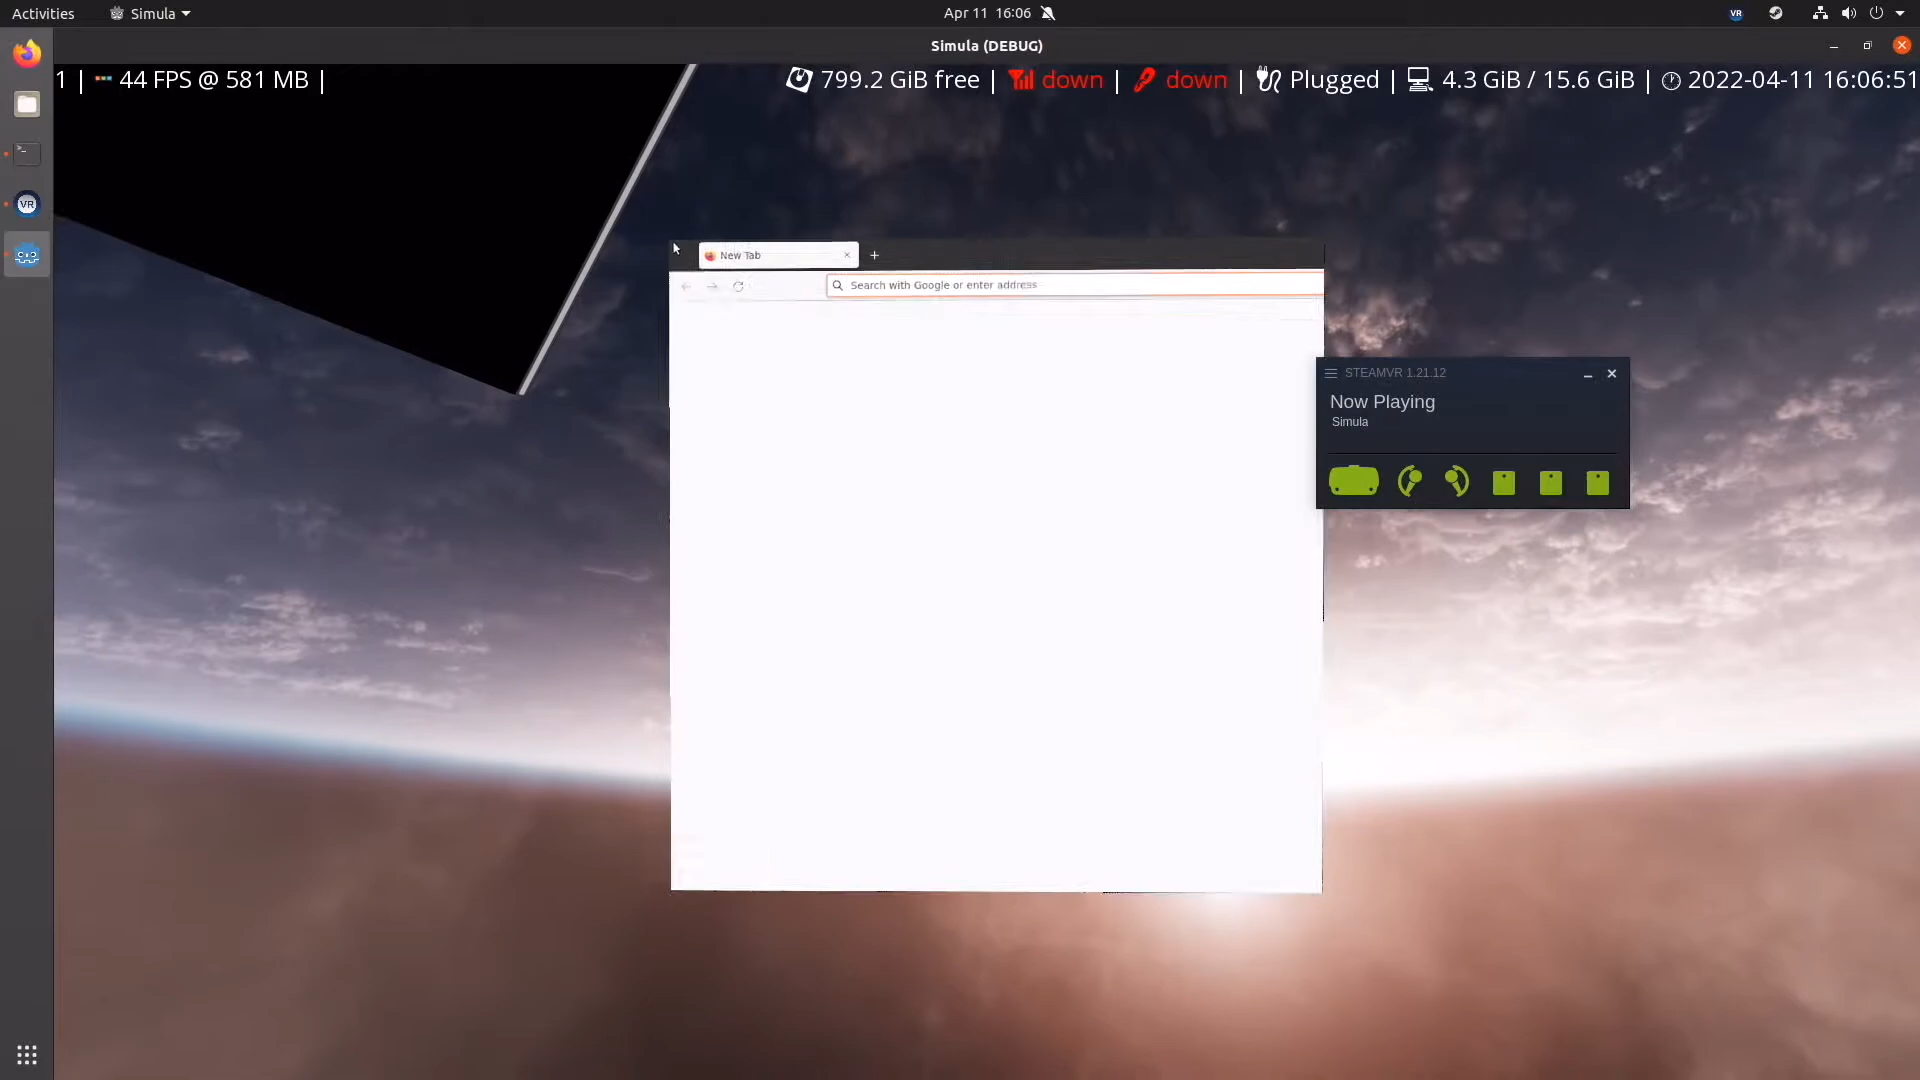 Activities Simula Apr 11 16:06 VR
Simula (DEBUG)
1 | 44 FPS @ 581 MB | 799.2 GiB free | down | down | Plugged | 4.3 GiB / 15.6 GiB | 2022-04-11 16:06:51
VR
New Tab
Search with Google or enter address
STEAMVR 1.21.12
Now Playing
Simula